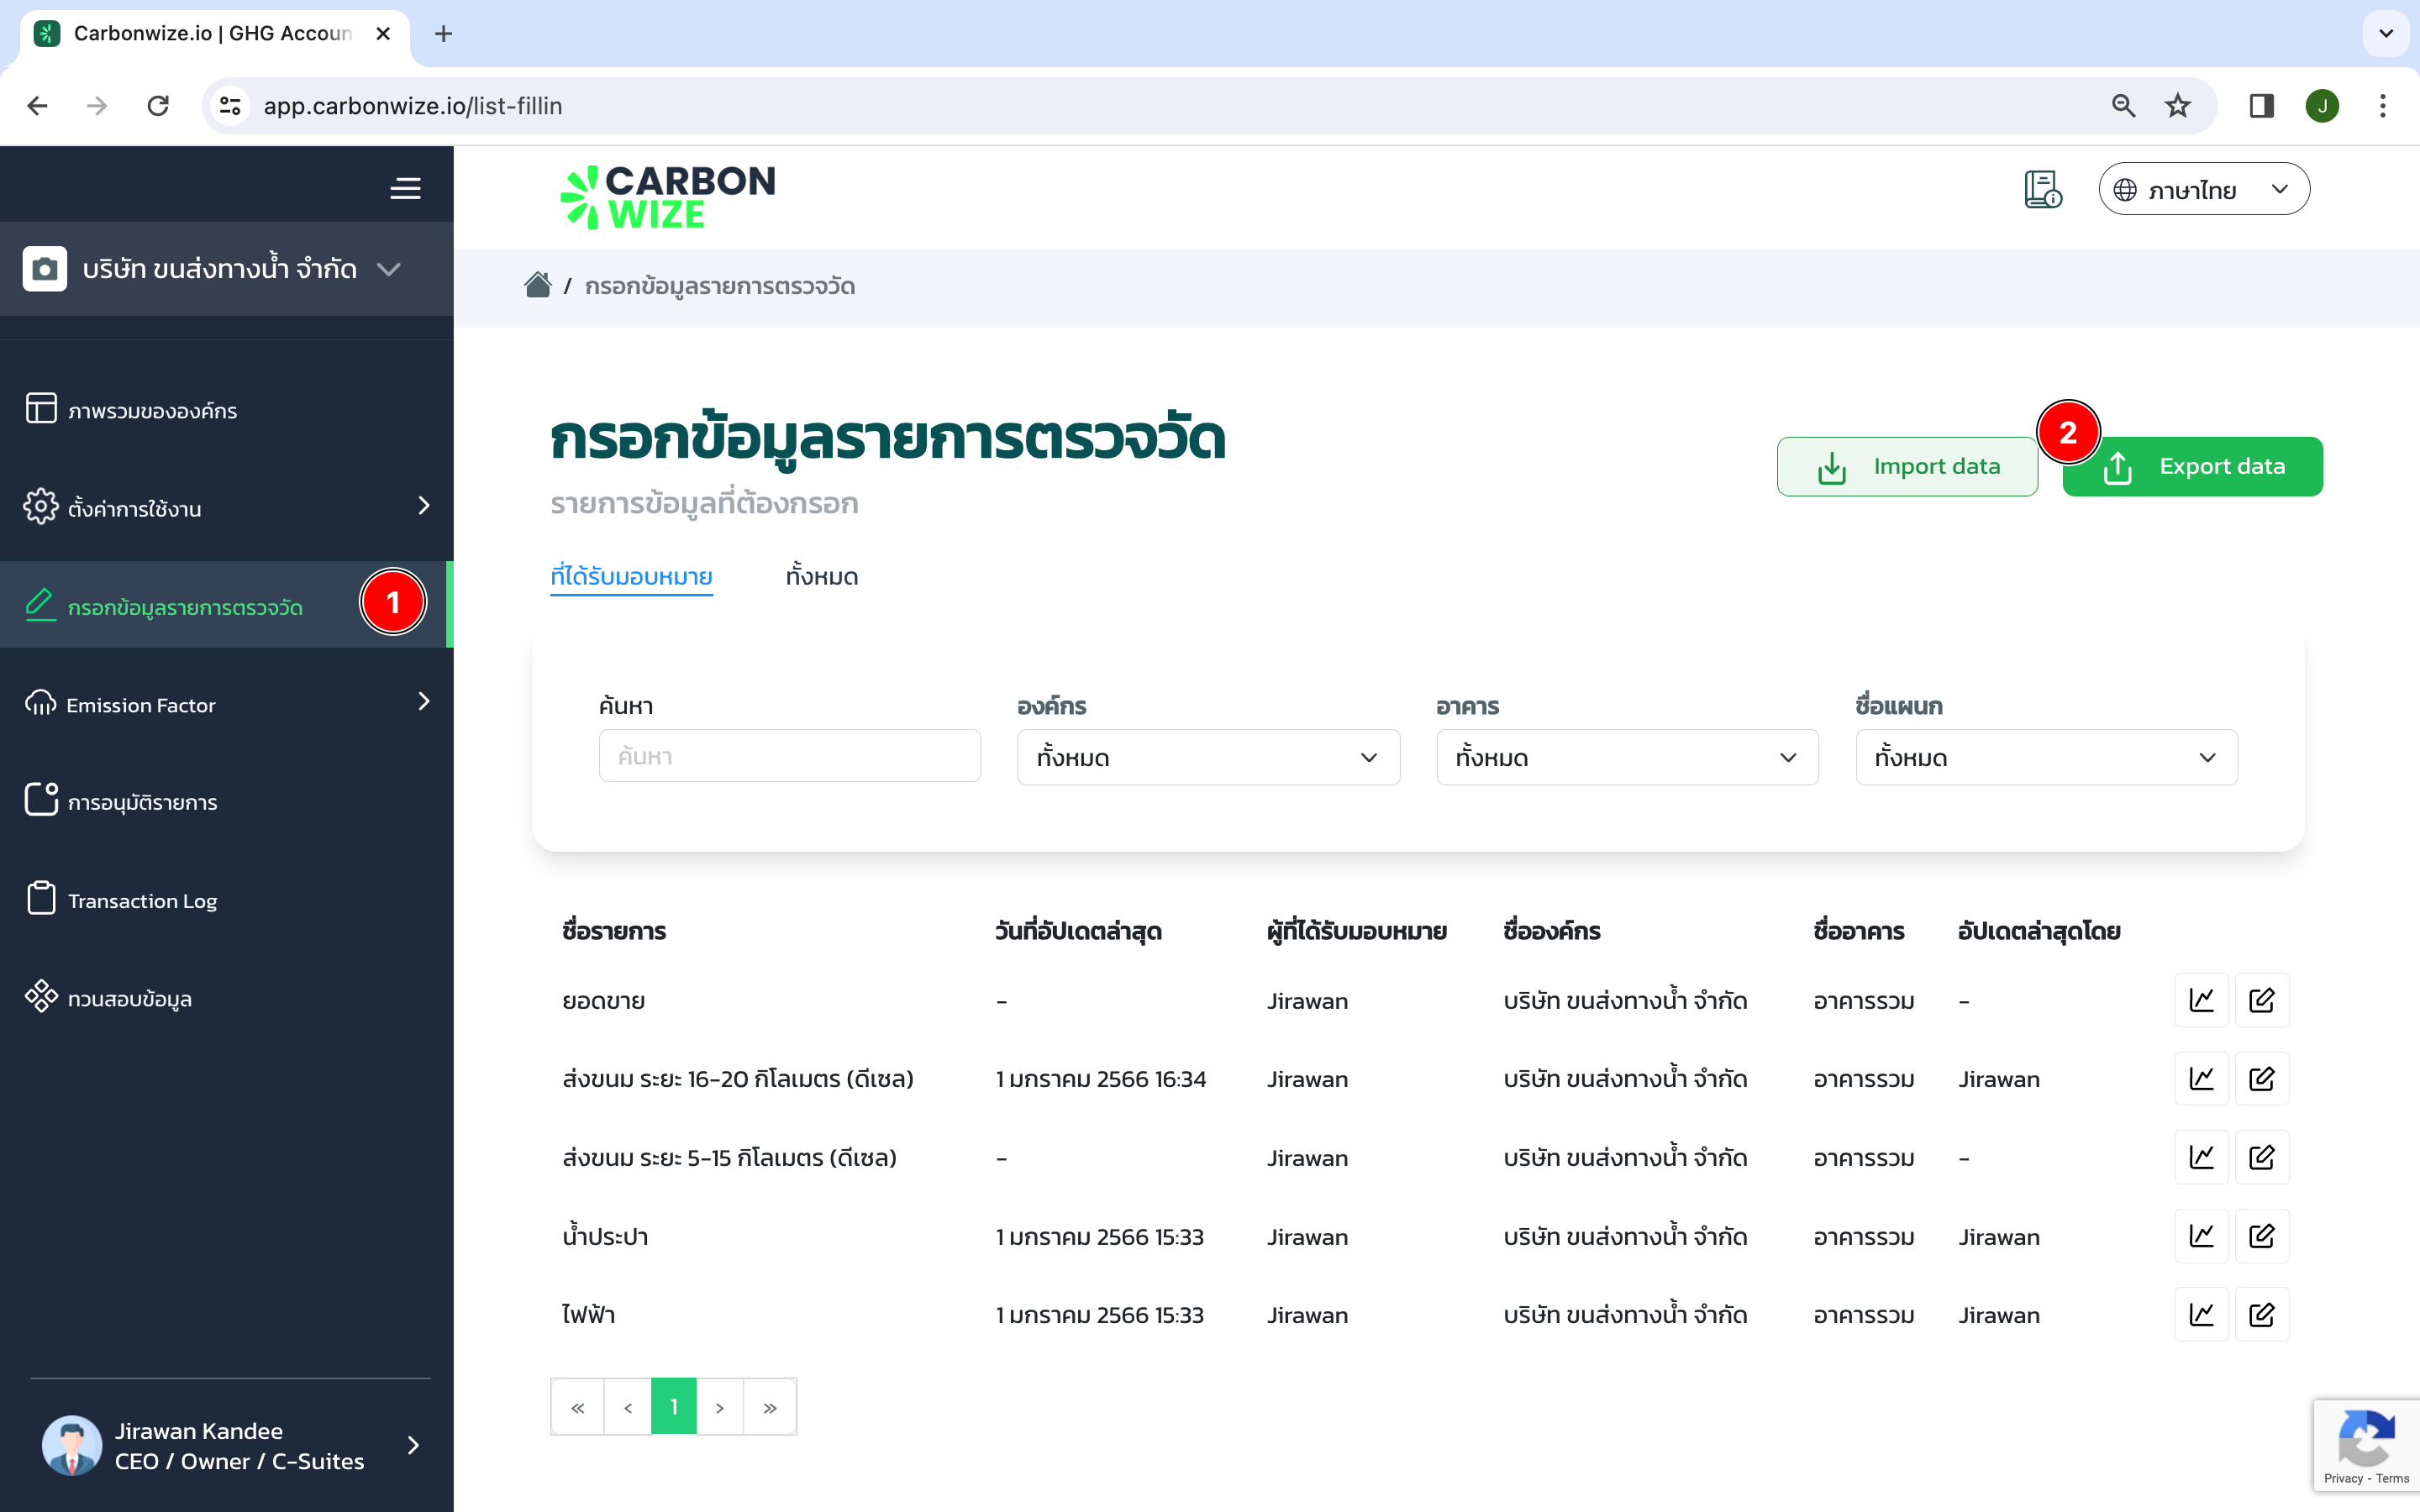 Carbonwize.io | GHG Accoun
app.carbonwize.io/list-fillin
J
CARBON
WIZE
ภาษาไทย
บริษัท ขนส่งทางน้ำ จำกัด
/ กรอกข้อมูลรายการตรวจวัด
ภาพรวมขององค์กร
ตั้งค่าการใช้งาน
กรอกข้อมูลรายการตรวจวัด
1
Emission Factor
การอนุมัติรายการ
Transaction Log
ทวนสอบข้อมูล
Jirawan Kandee
CEO / Owner / C-Suites
กรอกข้อมูลรายการตรวจวัด
รายการข้อมูลที่ต้องกรอก
Import data
2
Export data
ที่ได้รับมอบหมาย ทั้งหมด
ค้นหา องค์กร อาคาร ชื่อแผนก
ค้นหา ทั้งหมด ทั้งหมด ทั้งหมด
ชื่อรายการ วันที่อัปเดตล่าสุด ผู้ที่ได้รับมอบหมาย ชื่อองค์กร ชื่ออาคาร อัปเดตล่าสุดโดย
ยอดขาย - Jirawan บริษัท ขนส่งทางน้ำ จำกัด อาคารรวม -
ส่งขนม ระยะ 16-20 กิโลเมตร (ดีเซล) 1 มกราคม 2566 16:34 Jirawan บริษัท ขนส่งทางน้ำ จำกัด อาคารรวม Jirawan
ส่งขนม ระยะ 5-15 กิโลเมตร (ดีเซล) - Jirawan บริษัท ขนส่งทางน้ำ จำกัด อาคารรวม -
น้ำประปา 1 มกราคม 2566 15:33 Jirawan บริษัท ขนส่งทางน้ำ จำกัด อาคารรวม Jirawan
ไฟฟ้า 1 มกราคม 2566 15:33 Jirawan บริษัท ขนส่งทางน้ำ จำกัด อาคารรวม Jirawan
« ‹ 1 › »
Privacy - Terms